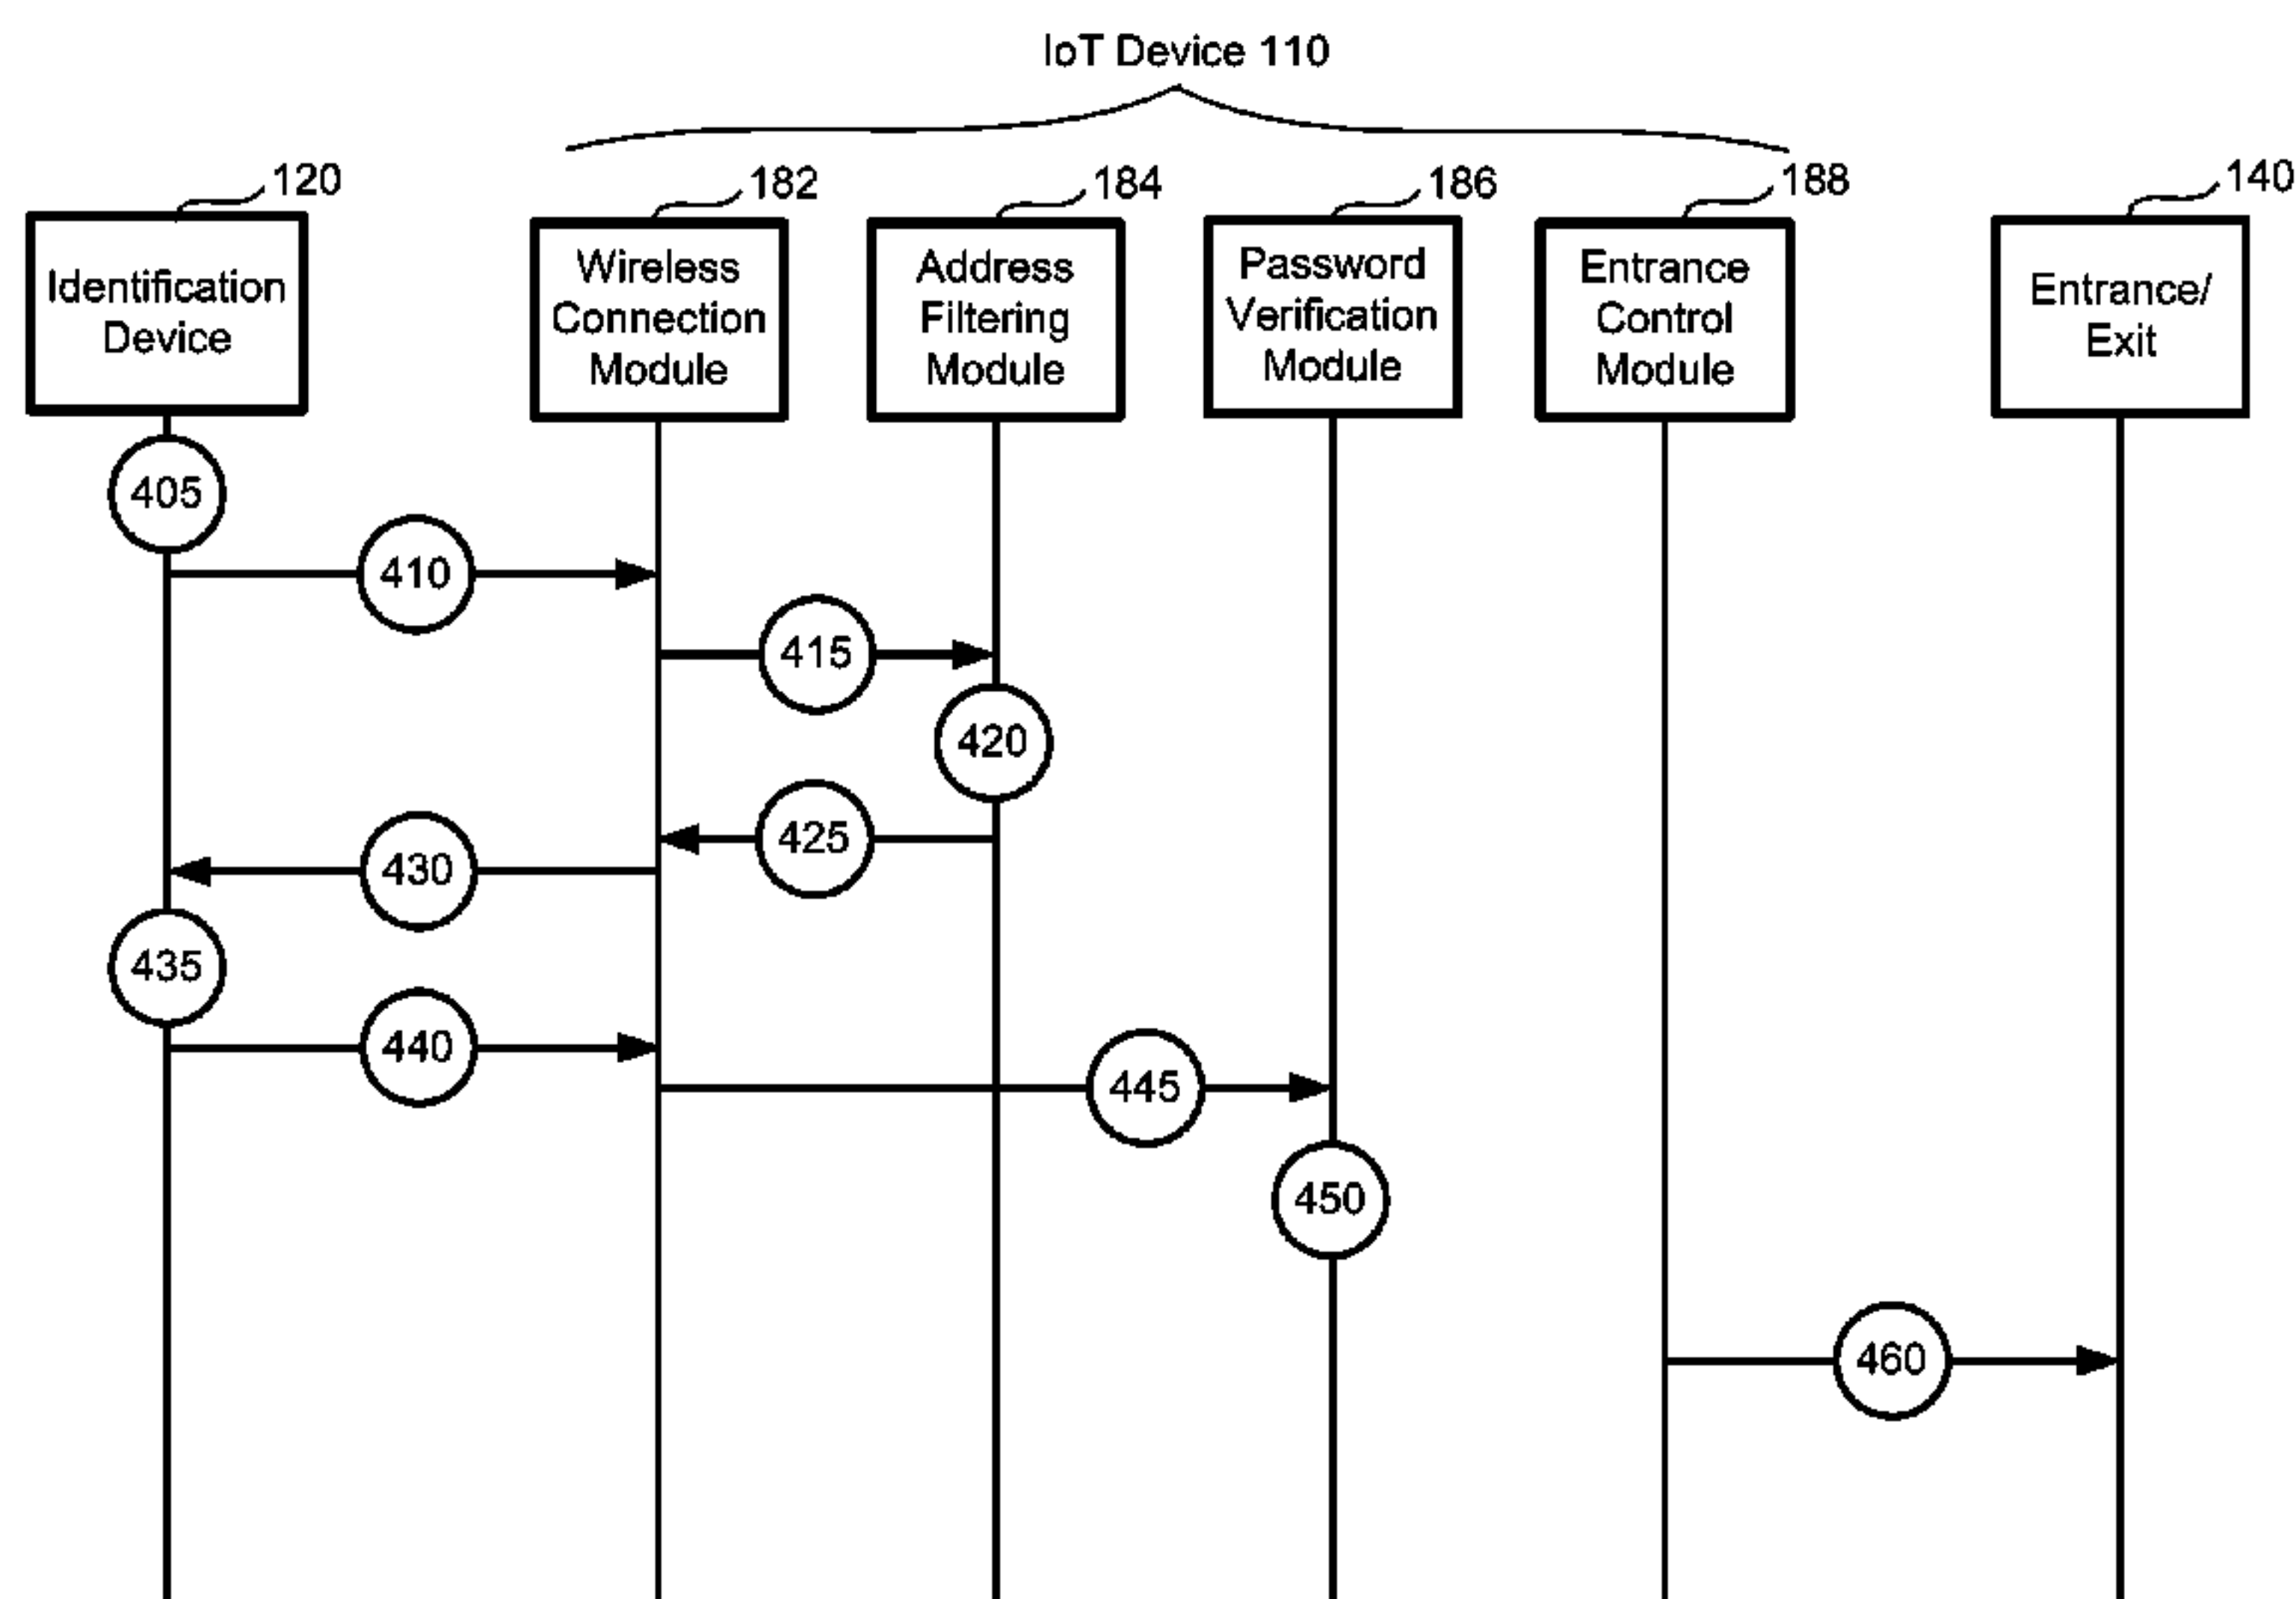 IoT Device 110
120
182
184
186
188
140
Identification
Device
Wireless
Connection
Module
Address
Filtering
Module
Password
Verification
Module
Entrance
Control
Module
Entrance/
Exit
405
410
415
420
425
430
435
440
445
450
460